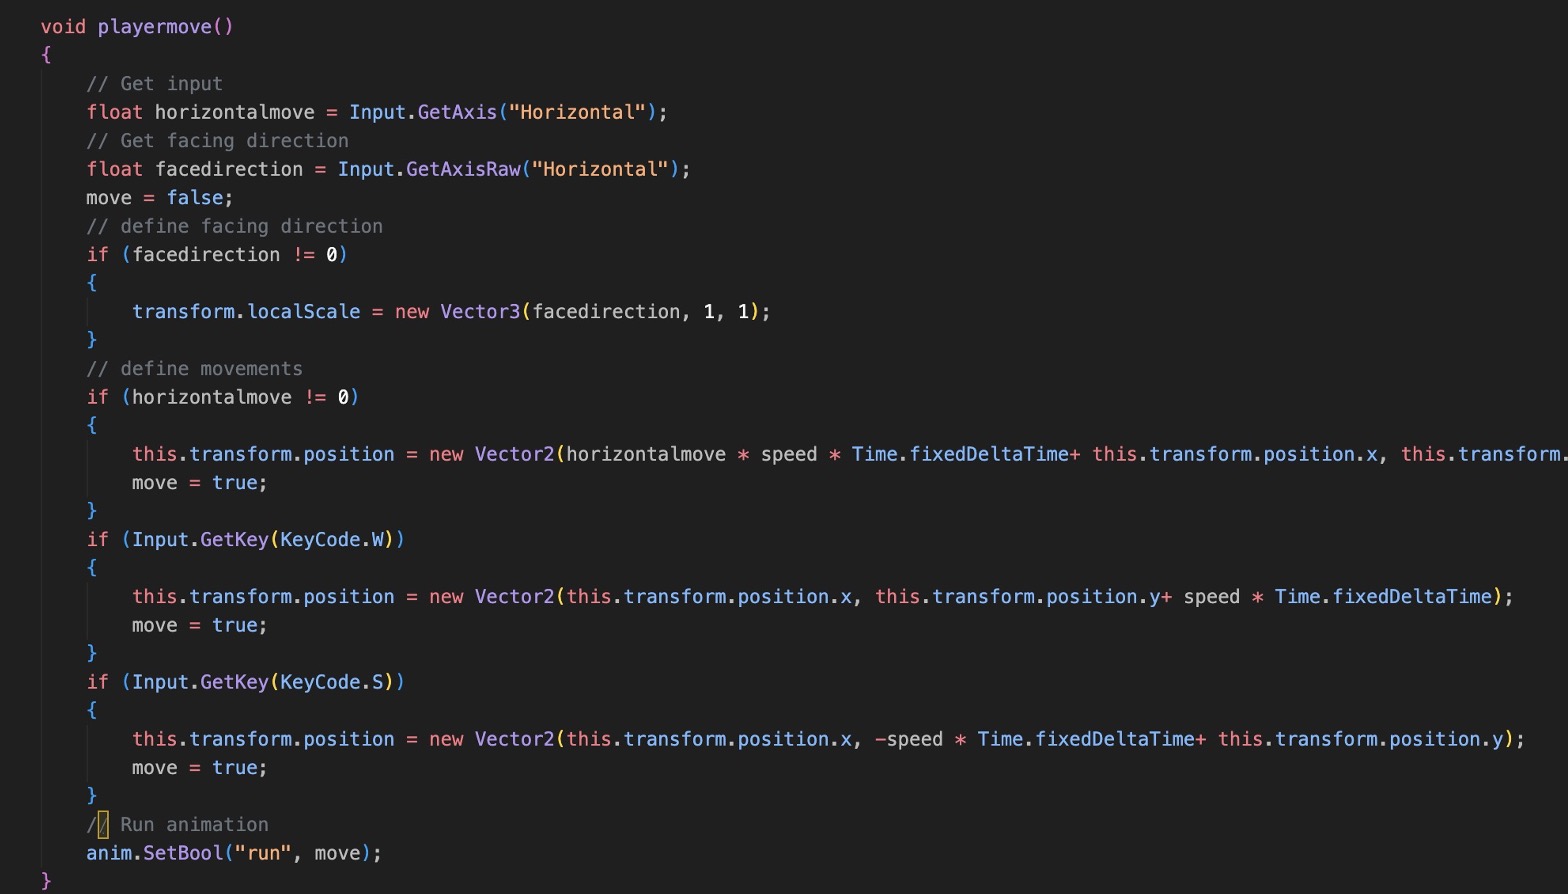 void playermove()
{
// Get input
float horizontalmove = Input.GetAxis("Horizontal");
// Get facing direction
float facedirection = Input.GetAxisRaw("Horizontal");
move = false;
// define facing direction
if (facedirection != 0)
{
transform.localScale = new Vector3(facedirection, 1, 1);
}
// define movements
if (horizontalmove != 0)
{
this.transform.position = new Vector2(horizontalmove * speed * Time.fixedDeltaTime+ this.transform.position.x, this.transform.
move = true;
}
if (Input.GetKey(KeyCode.W))
{
this.transform.position = new Vector2(this.transform.position.x, this.transform.position.y+ speed * Time.fixedDeltaTime);
move = true;
}
if (Input.GetKey(KeyCode.S))
{
this.transform.position = new Vector2(this.transform.position.x, -speed * Time.fixedDeltaTime+ this.transform.position.y);
move = true;
}
// Run animation
anim.SetBool("run", move);
}